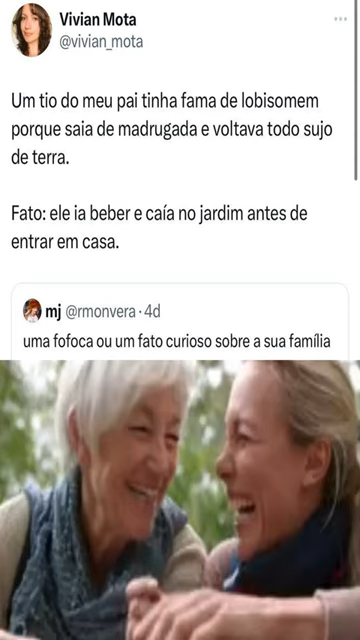 Vivian Mota
@vivian_mota
Um tio do meu pai tinha fama de lobisomem
porque saia de madrugada e voltava todo sujo
de terra.
Fato: ele ia beber e caía no jardim antes de
entrar em casa.
mj @rmonvera · 4d
uma fofoca ou um fato curioso sobre a sua família